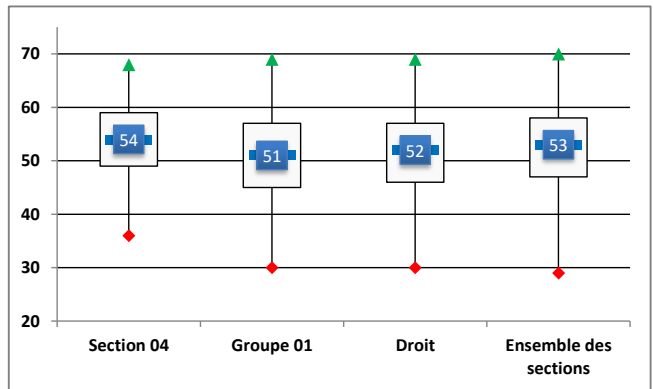 70
60
50
40
30
20
54
51
52
53
Section 04
Groupe 01
Droit
Ensemble des
sections